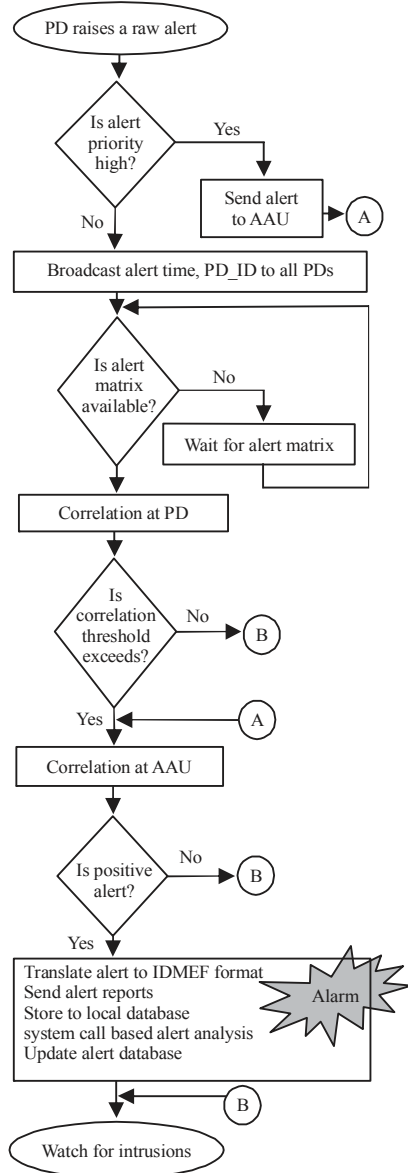 PD raises a raw alert
Is alert
priority
high?
Yes
Send alert
to AAU
A
No
Broadcast alert time, PD_ID to all PDs
Is alert
matrix
available?
No
Wait for alert matrix
Correlation at PD
Is
correlation
threshold
exceeds?
No
B
Yes
A
Correlation at AAU
Is positive
alert?
No
B
Yes
Translate alert to IDMEF format
Send alert reports
Store to local database
system call based alert analysis
Update alert database
Alarm
B
Watch for intrusions